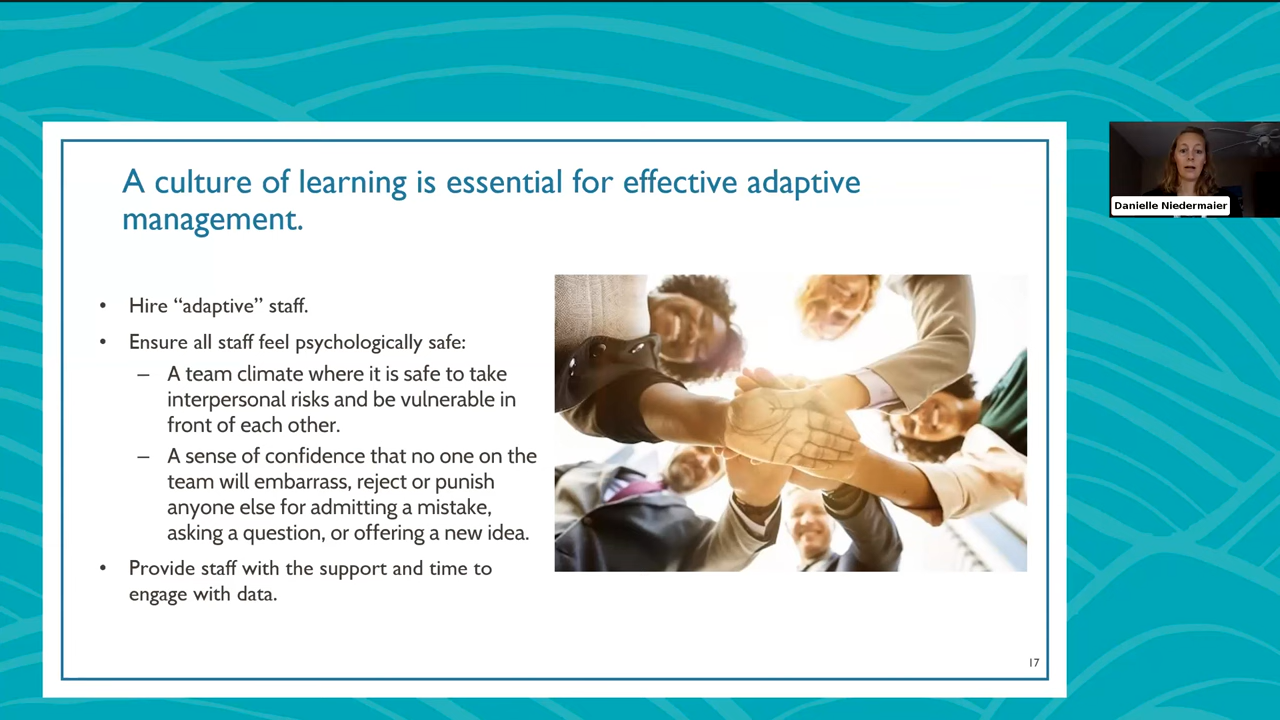 A culture of learning is essential for effective adaptive
management.
• Hire “adaptive” staff.
• Ensure all staff feel psychologically safe:
– A team climate where it is safe to take
interpersonal risks and be vulnerable in
front of each other.
– A sense of confidence that no one on the
team will embarrass, reject or punish
anyone else for admitting a mistake,
asking a question, or offering a new idea.
• Provide staff with the support and time to
engage with data.
17
Danielle Niedermaier